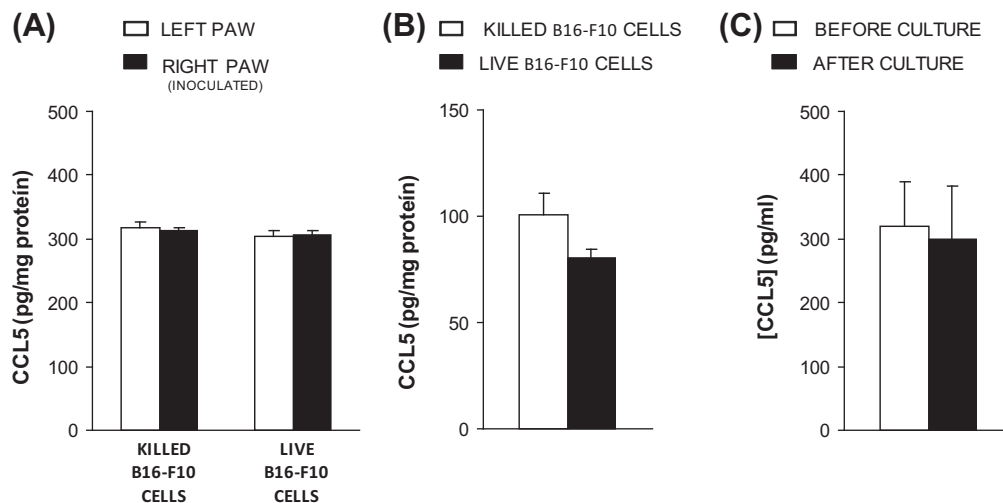 (A)
LEFT PAW
RIGHT PAW
(INOCULATED)
CCL5 (pg/mg proteín)
500
400
300
200
100
0
KILLED
B16-F10
CELLS
LIVE
B16-F10
CELLS
(B)
KILLED B16-F10 CELLS
LIVE B16-F10 CELLS
CCL5 (pg/mg proteín)
150
100
50
0
(C)
BEFORE CULTURE
AFTER CULTURE
[CCL5] (pg/ml)
500
400
300
200
100
0